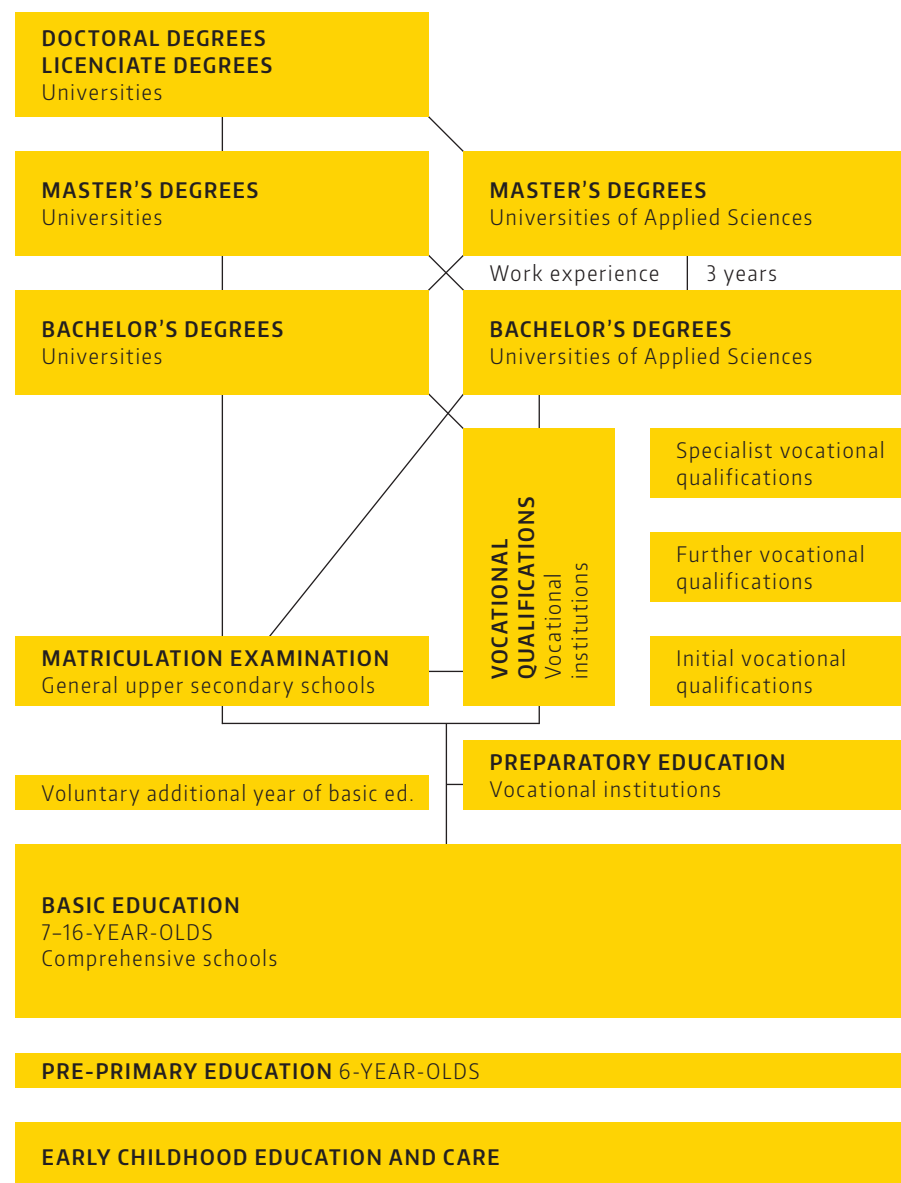 DOCTORAL DEGREES
LICENCIATE DEGREES
Universities
MASTER'S DEGREES
Universities
MASTER'S DEGREES
Universities of Applied Sciences
Work experience
3 years
BACHELOR'S DEGREES
Universities
BACHELOR'S DEGREES
Universities of Applied Sciences
VOCATIONAL
QUALIFICATIONS
Vocational
institutions
Specialist vocational
qualifications
Further vocational
qualifications
Initial vocational
qualifications
MATRICULATION EXAMINATION
General upper secondary schools
PREPARATORY EDUCATION
Vocational institutions
Voluntary additional year of basic ed.
BASIC EDUCATION
7–16-YEAR-OLDS
Comprehensive schools
PRE-PRIMARY EDUCATION 6-YEAR-OLDS
EARLY CHILDHOOD EDUCATION AND CARE